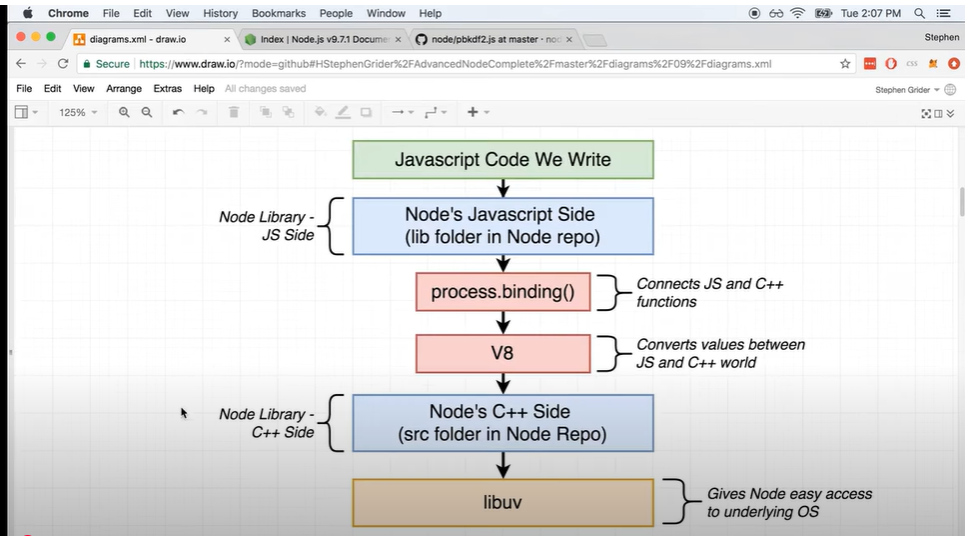 Chrome File Edit View History Bookmarks People Window Help
Tue 2:07 PM
diagrams.xml - draw.io
Index | Node.js v9.7.1 Docume
node/pbkdf2.js at master · nod
Stephen
Secure
https://www.draw.io/?mode=github#HStephenGrider%2FAdvancedNodeComplete%2Fmaster%2Fdiagrams%2F09%2Fdiagrams.xml
css
File Edit View Arrange Extras Help All changes saved
Stephen Grider
125%
Javascript Code We Write
Node Library -
JS Side
Node's Javascript Side
(lib folder in Node repo)
process.binding()
Connects JS and C++
functions
V8
Converts values between
JS and C++ world
Node Library -
C++ Side
Node's C++ Side
(src folder in Node Repo)
libuv
Gives Node easy access
to underlying OS